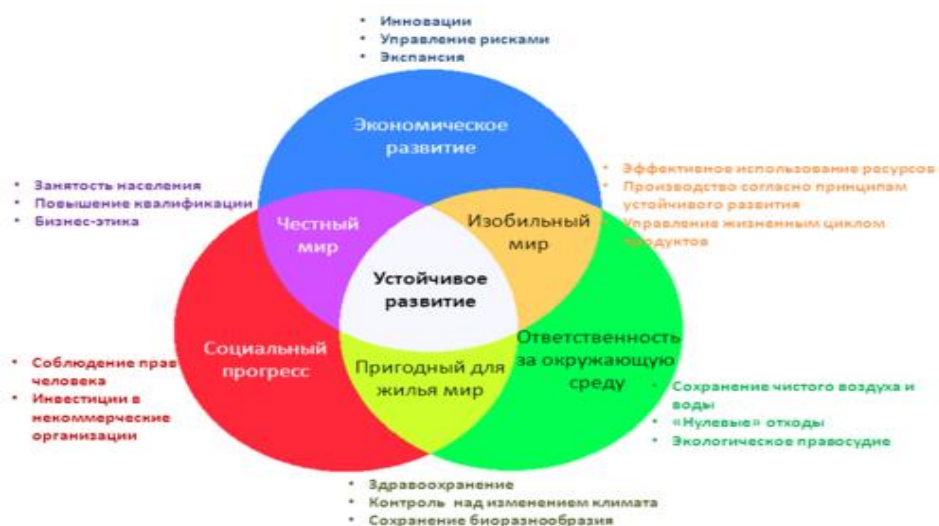 • Инновации
• Управление рисками
• Экспансия
Экономическое
развитие
• Занятость населения
• Повышение квалификации
• Бизнес-этика
• Эффективное использование ресурсов
• Производство согласно принципам
устойчивого развития
• Управление жизненным циклом
продуктов
Честный
мир
Изобильный
мир
Устойчивое
развитие
Социальный
прогресс
Пригодный для
жилья мир
Ответственность
за окружающую
среду
• Соблюдение прав
человека
• Инвестиции в
некоммерческие
организации
• Сохранение чистого воздуха и
воды
• «Нулевые» отходы
• Экологическое правосудие
• Здравоохранение
• Контроль над изменением климата
• Сохранение биоразнообразия